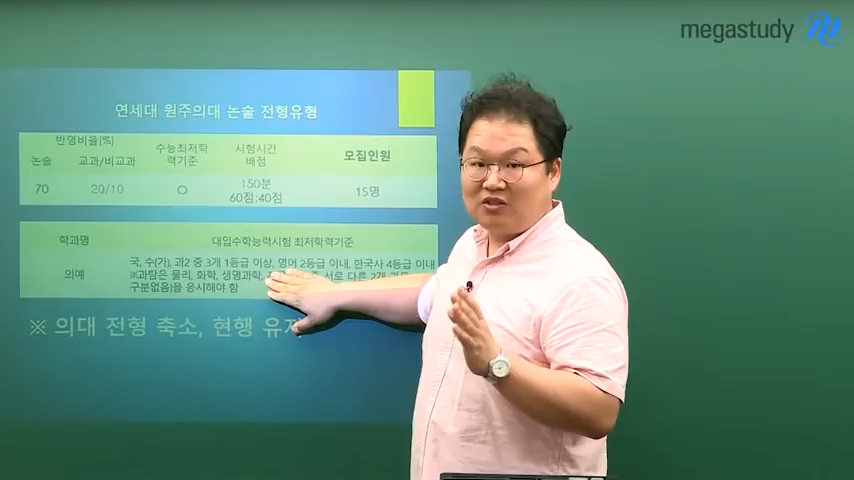 megastudy
연세대 원주의대 논술 전형유형
반영비율(%)
논술
교과/비교과
수능최저학
력기준
시험시간
배점
모집인원
70
20/10
○
150분
60점:40점
15명
학과명
대입수학능력시험 최저학력기준
의예
국, 수(가), 과2 중 3개 1등급 이상, 영어 2등급 이내, 한국사 4등급 이내
※과탐은 물리, 화학, 생명과학, 서로 다른 2개
구분없음)을 응시해야 함
※ 의대 전형 축소, 현행